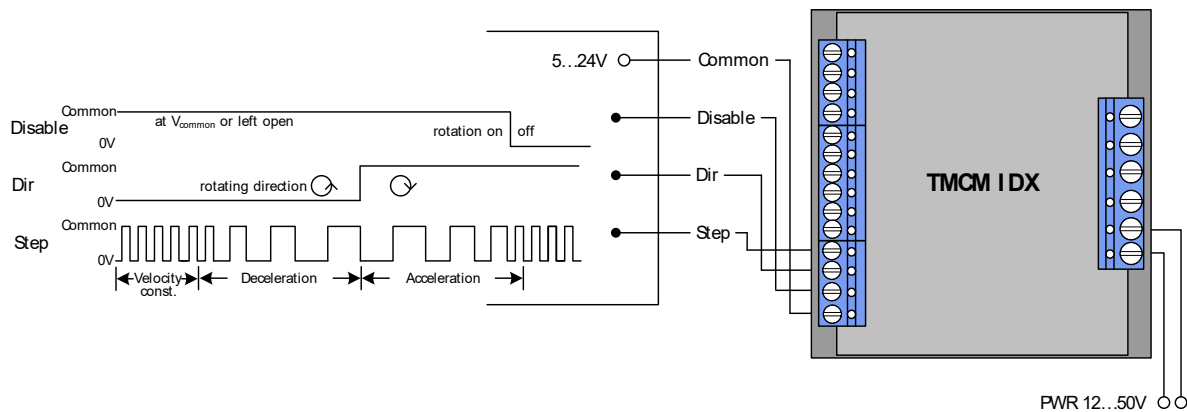 5...24V
Common
Common
Disable
at Vcommon or left open
rotation on
off
0V
Disable
Common
Dir
rotating direction
0V
Dir
TMCM IDX
Common
Step
0V
Step
Velocity
const.
Deceleration
Acceleration
PWR 12...50V